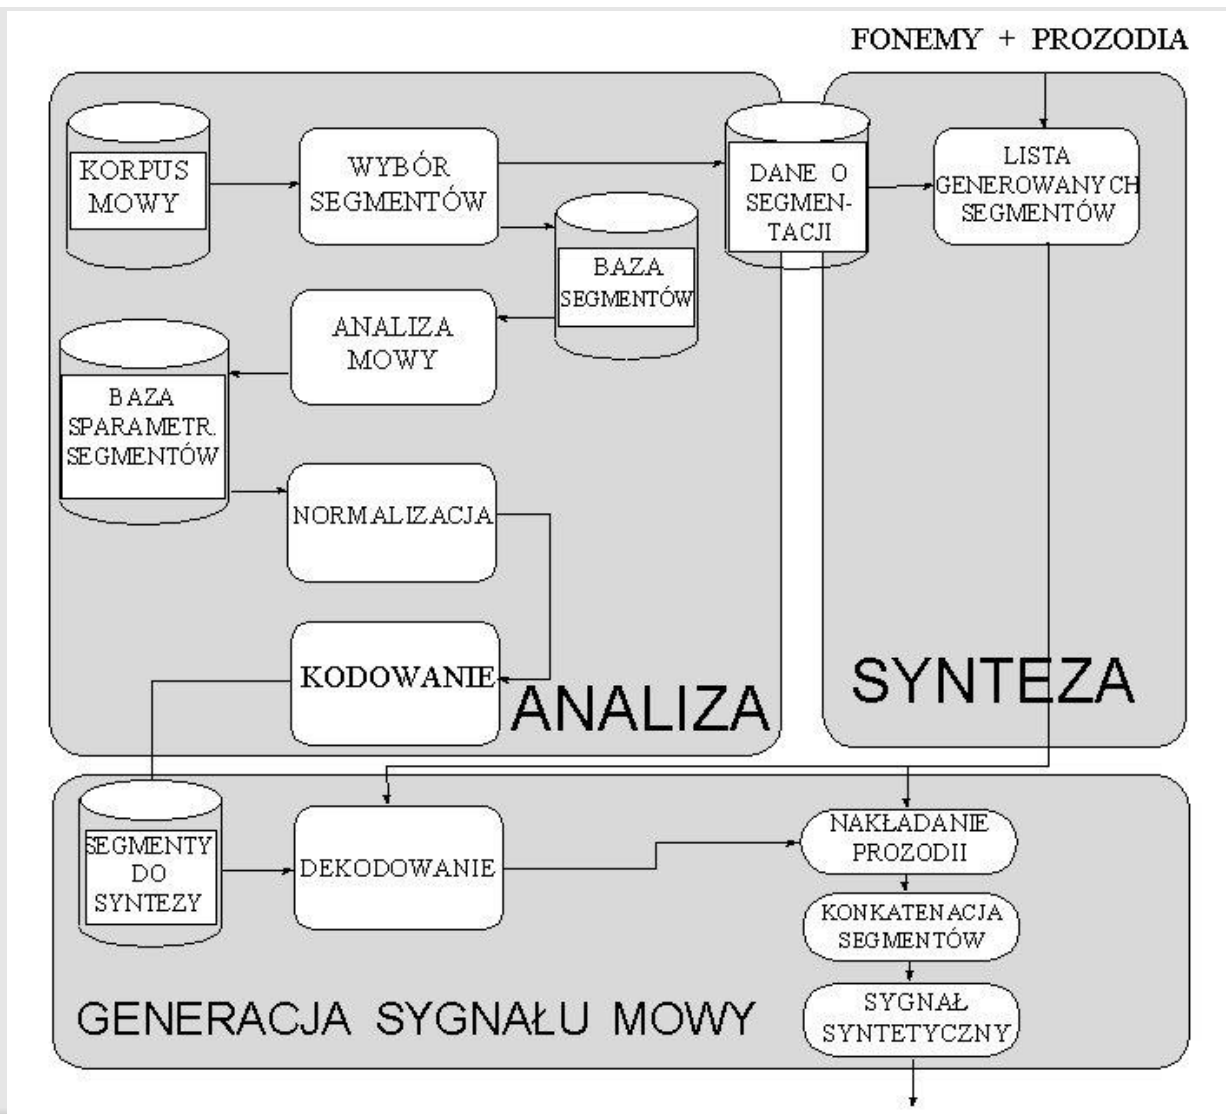 FONEMY + PROZODIA
KORPUS
MOWY
WYBÓR
SEGMENTÓW
DANE O
SEGMEN-
TACJI
LISTA
GENEROWANYCH
SEGMENTÓW
BAZA
SEGMENTÓW
ANALIZA
MOWY
BAZA
SPARAMETR.
SEGMENTÓW
NORMALIZACJA
KODOWANIE
ANALIZA
SYNTEZA
SEGMENTY
DO
SYNTEZY
DEKODOWANIE
NAKŁADANIE
PROZODII
KONKATENACJA
SEGMENTÓW
SYGNAŁ
SYNTETYCZNY
GENERACJA SYGNAŁU MOWY